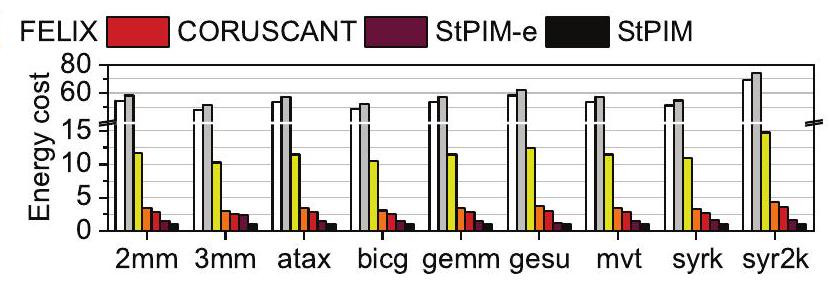 FELIX CORUSCANT StPIM-e StPIM
Energy cost
80
60
15
10
5
0
2mm 3mm atax bicg gemm gesu mvt syrk syr2k